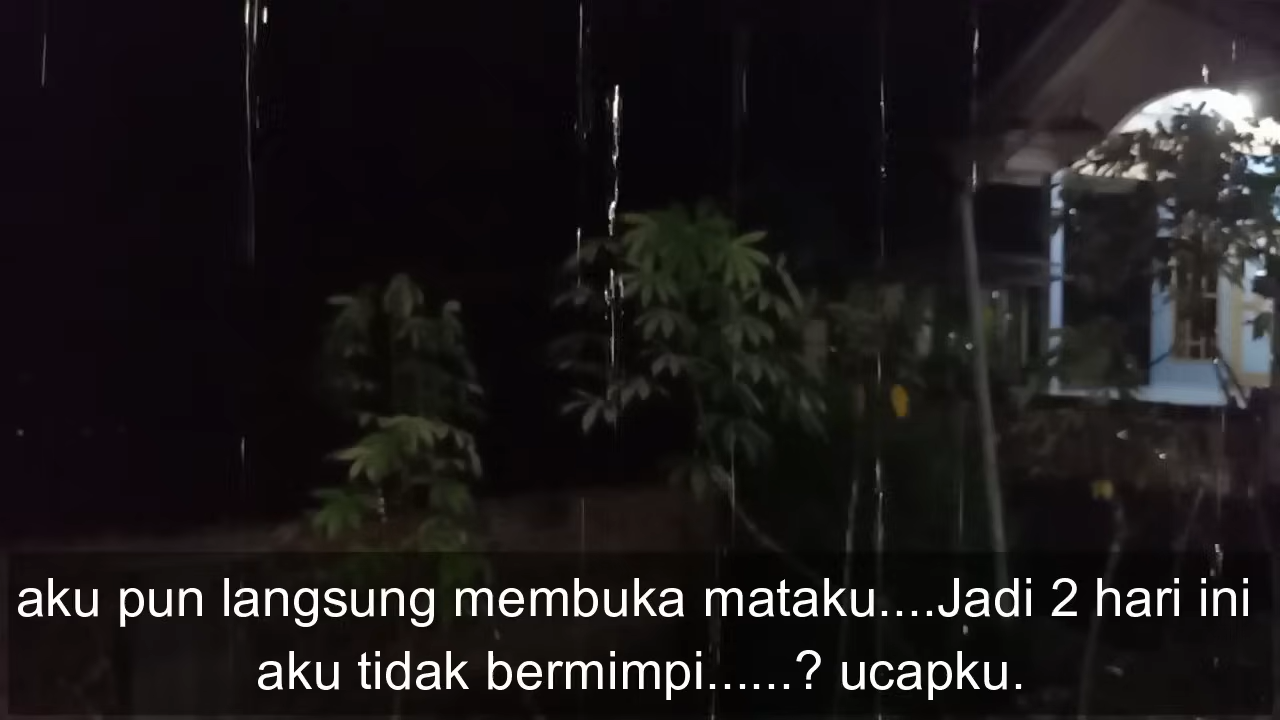 aku pun langsung membuka mataku....Jadi 2 hari ini
aku tidak bermimpi......? ucapku.